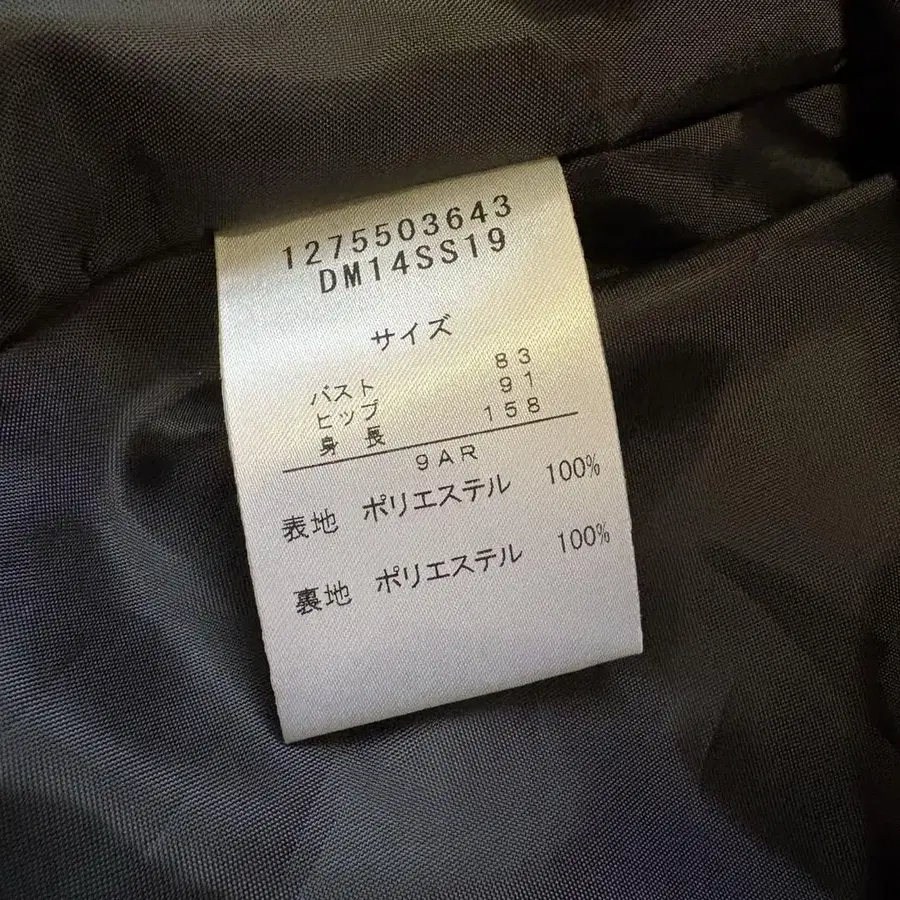 1275503643
DM14SS19
サイズ
バスト 83
ヒップ 91
身長 158
9AR
表地 ポリエステル 100%
裏地 ポリエステル 100%